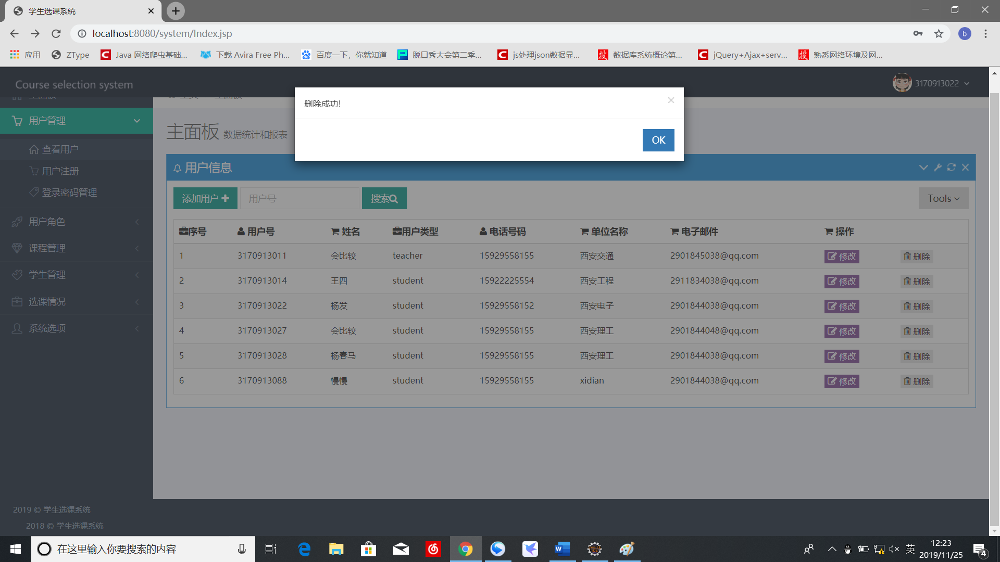 学生选课系统
localhost:8080/system/Index.jsp
b
应用
ZType
Java 网络爬虫基础...
下载 Avira Free Ph...
百度一下，你就知道
脱口秀大会第二季...
js处理json数据显...
数据库系统概论第...
jQuery+Ajax+serv...
熟悉网络环境及网...
Course selection system
3170913022
删除成功!
×
OK
用户管理
查看用户
用户注册
登录密码管理
用户角色
课程管理
学生管理
选课情况
系统选项
主面板 数据统计和报表
用户信息
添加用户 用户号 搜索 Tools
序号 用户号 姓名 用户类型 电话号码 单位名称 电子邮件 操作
1 3170913011 会比较 teacher 15929558155 西安交通 2901845038@qq.com 修改 删除
2 3170913014 王四 student 15922225554 西安工程 2911834038@qq.com 修改 删除
3 3170913022 杨发 student 15929558152 西安电子 2901844038@qq.com 修改 删除
4 3170913027 会比较 student 15929558155 西安理工 2901844048@qq.com 修改 删除
5 3170913028 杨春马 student 15929558155 西安理工 2901844038@qq.com 修改 删除
6 3170913088 慢慢 student 15929558155 xidian 2901844038@qq.com 修改 删除
2019 © 学生选课系统
2018 © 学生选课系统
在这里输入你要搜索的内容
英
12:23
2019/11/25
4